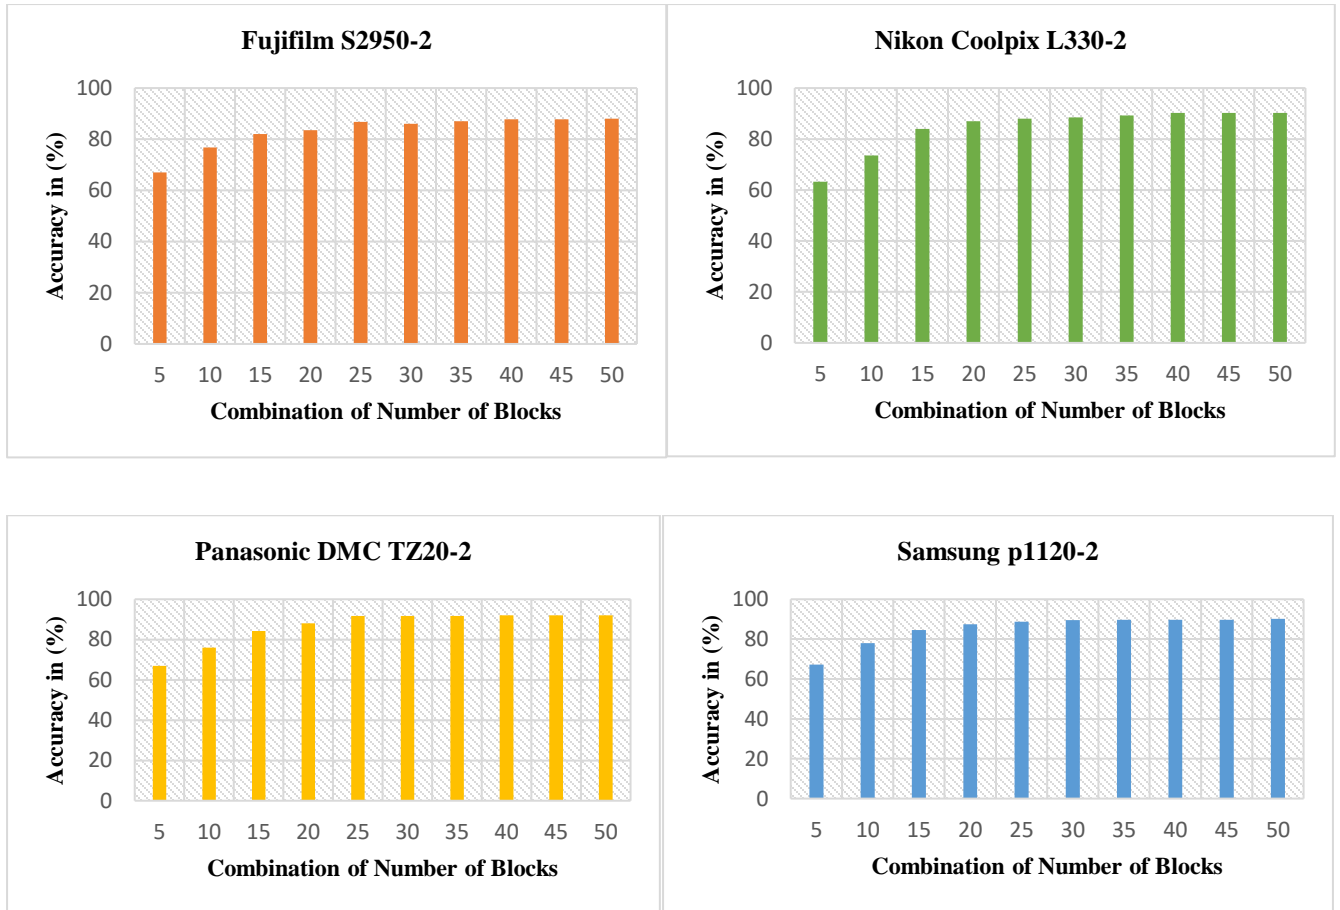 Fujifilm S2950-2
Accuracy in (%)
100
80
60
40
20
0
5 10 15 20 25 30 35 40 45 50
Combination of Number of Blocks
Nikon Coolpix L330-2
Accuracy in (%)
100
80
60
40
20
0
5 10 15 20 25 30 35 40 45 50
Combination of Number of Blocks
Panasonic DMC TZ20-2
Accuracy in (%)
100
80
60
40
20
0
5 10 15 20 25 30 35 40 45 50
Combination of Number of Blocks
Samsung p1120-2
Accuracy in (%)
100
80
60
40
20
0
5 10 15 20 25 30 35 40 45 50
Combination of Number of Blocks